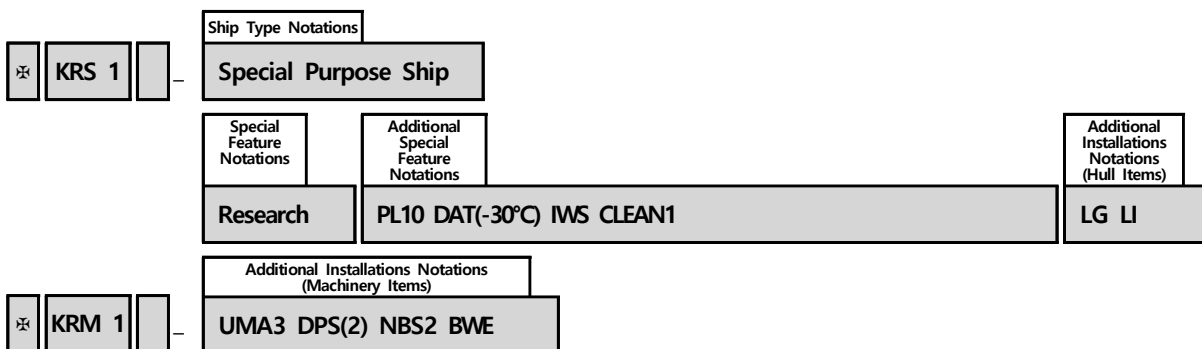 Ship Type Notations
✠ KRS 1 _ Special Purpose Ship
Special
Feature
Notations
Additional
Special
Feature
Notations
Additional
Installations
Notations
(Hull Items)
Research
PL10 DAT(-30℃) IWS CLEAN1
LG LI
Additional Installations Notations
(Machinery Items)
✠ KRM 1 _ UMA3 DPS(2) NBS2 BWE